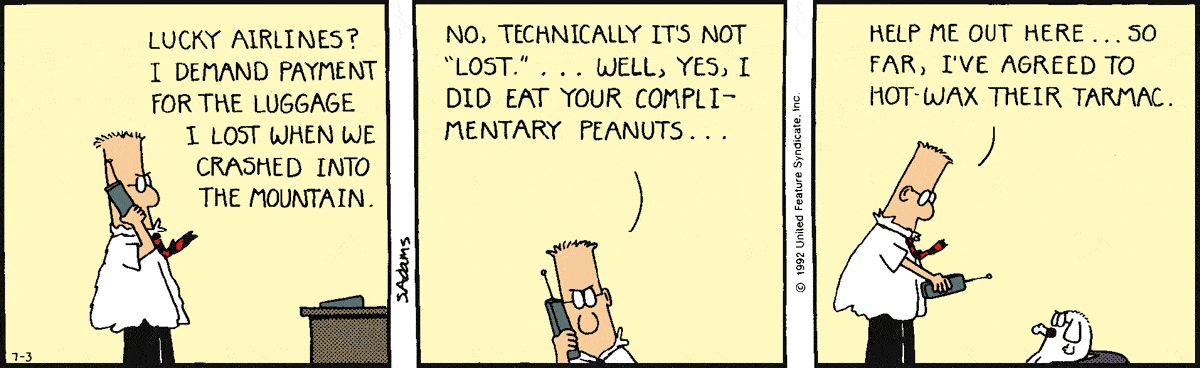 LUCKY AIRLINES?
I DEMAND PAYMENT
FOR THE LUGGAGE
I LOST WHEN WE
CRASHED INTO
THE MOUNTAIN.
7-3
S.Adams
NO, TECHNICALLY IT'S NOT
"LOST." . . . WELL, YES, I
DID EAT YOUR COMPLI-
MENTARY PEANUTS . . .
© 1992 United Feature Syndicate, Inc.
HELP ME OUT HERE . . . SO
FAR, I'VE AGREED TO
HOT-WAX THEIR TARMAC.